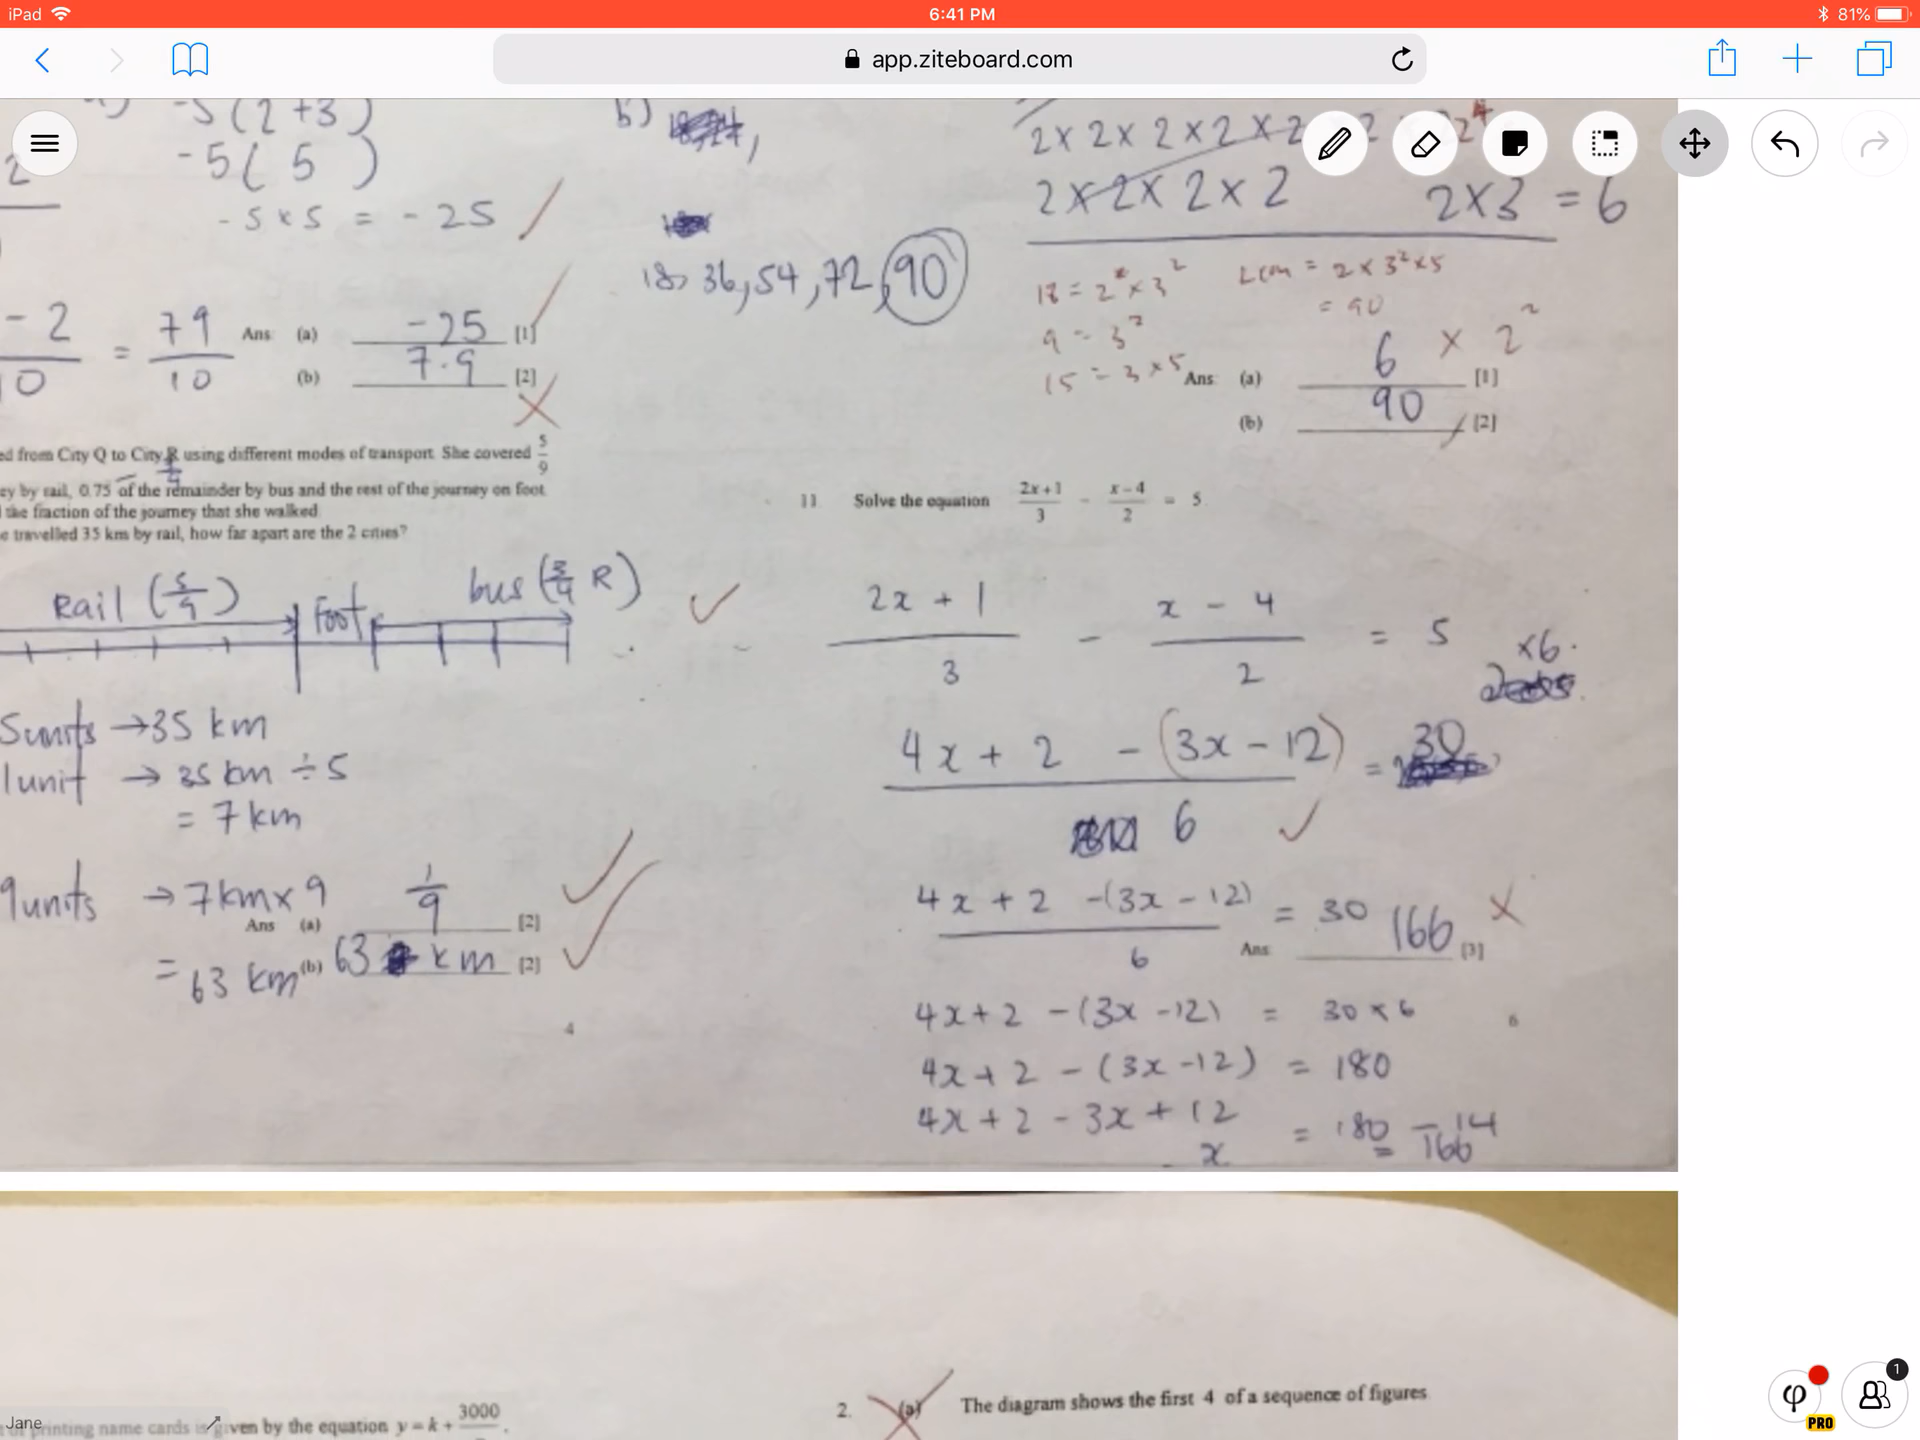 iPad
6:41 PM
81%
app.ziteboard.com
-5(2+3)
-5( 5 )
-5 × 5 = -25
- 2 = 79
10 10
Ans: (a) -25 [1]
(b) 7.9 [2]
ed from City Q to City R using different modes of transport. She covered 5/9
ey by rail, 0.75 of the remainder by bus and the rest of the journey on foot.
the fraction of the journey that she walked
e travelled 35 km by rail, how far apart are the 2 cities?
Rail (5/9) Foot bus (3/4 R)
5units → 35 km
1unit → 35 km ÷ 5
= 7 km
9units → 7km × 9
= 63 km
Ans (a) 1/9 [2]
(b) 63 km [2]
4
b)
18, 36, 54, 72, 90
2 × 2 × 2 × 2 × 2
2 × 2 × 2 × 2 2 × 3 = 6
18 = 2 × 3²
LCM = 2 × 3² × 5
= 90
9 = 3²
15 = 3 × 5
Ans: (a) 6 × 2² [1]
(b) 90 [2]
11. Solve the equation (2x+1)/3 - (x-4)/2 = 5.
2x + 1 - x - 4 = 5 ×6
3 2
4x + 2 - (3x - 12) = 30
6
4x + 2 -(3x - 12) = 30
6
Ans 166 [3]
4x + 2 - (3x - 12) = 30 × 6
4x + 2 - (3x - 12) = 180
4x + 2 - 3x + 12 = 180 - 14
x = 166
6
Jane
printing name cards is given by the equation y = k + 3000
2. (a) The diagram shows the first 4 of a sequence of figures
PRO
1